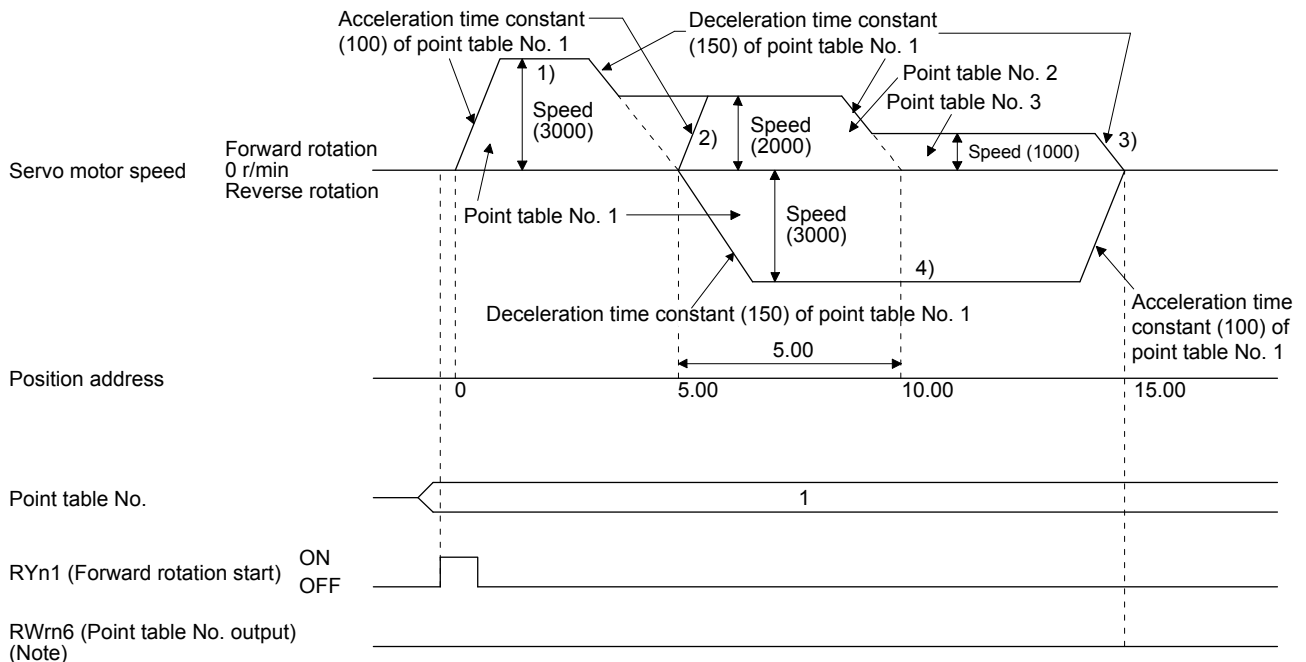 Acceleration time constant
(100) of point table No. 1
Deceleration time constant
(150) of point table No. 1
Point table No. 2
Point table No. 3
1)
Speed
(3000)
2)
Speed
(2000)
Speed (1000)
3)
Servo motor speed
Forward rotation
0 r/min
Reverse rotation
Point table No. 1
Speed
(3000)
4)
Deceleration time constant (150) of point table No. 1
Acceleration time
constant (100) of
point table No. 1
5.00
Position address
0
5.00
10.00
15.00
Point table No.
1
RYn1 (Forward rotation start)
ON
OFF
RWrn6 (Point table No. output)
(Note)